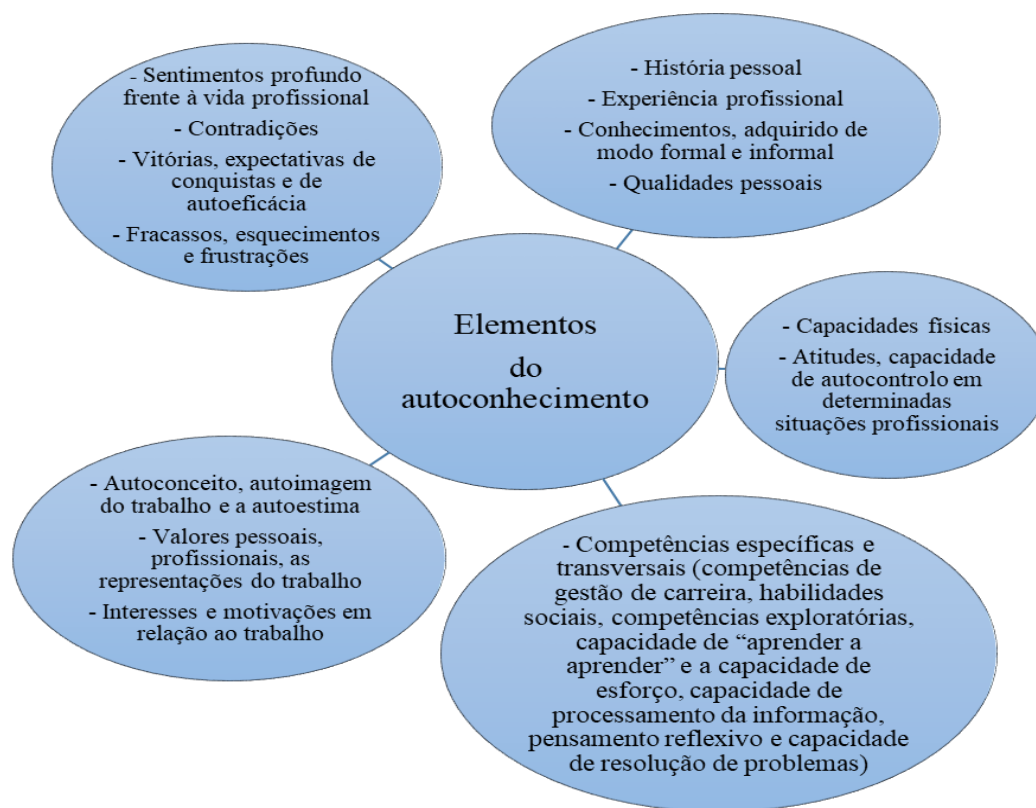 - Sentimentos profundo
frente à vida profissional
- Contradições
- Vitórias, expectativas de
conquistas e de
autoeficácia
- Fracassos, esquecimentos
e frustrações
- História pessoal
- Experiência profissional
- Conhecimentos, adquirido de
modo formal e informal
- Qualidades pessoais
Elementos
do
autoconhecimento
- Capacidades físicas
- Atitudes, capacidade
de autocontrolo em
determinadas
situações profissionais
- Autoconceito, autoimagem
do trabalho e a autoestima
- Valores pessoais,
profissionais, as
representações do trabalho
- Interesses e motivações em
relação ao trabalho
- Competências específicas e
transversais (competências de
gestão de carreira, habilidades
sociais, competências exploratórias,
capacidade de “aprender a
aprender” e a capacidade de
esforço, capacidade de
processamento da informação,
pensamento reflexivo e capacidade
de resolução de problemas)